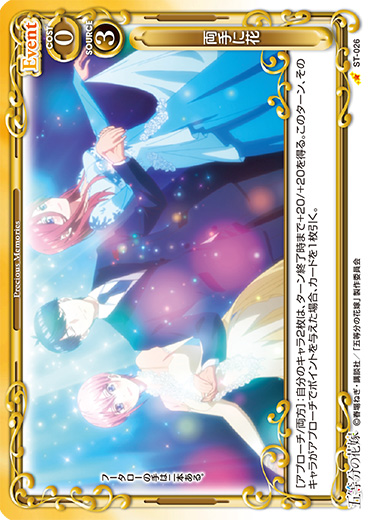 Event
COST
0
SOURCE
3
両手に花
ST-026
Precious Memories
フータローの手は二本ある。
[アプローチ/両方]:自分のキャラ2枚は、ターン終了時まで+20/+20を得る。このターン、その
キャラがアプローチでポイントを与えた場合、カードを1枚引く。
五等分の花嫁
©春場ねぎ・講談社/「五等分の花嫁」製作委員会